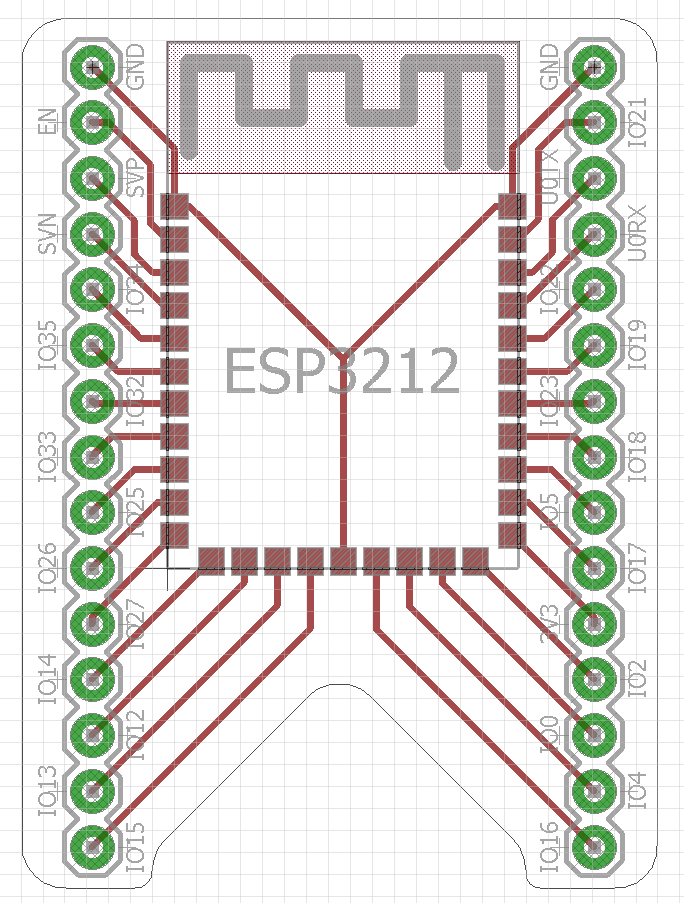 GND
GND
EN
IO21
SVP
U0TX
SVN
U0RX
IO34
IO22
IO35
IO19
ESP3212
IO32
IO23
IO33
IO18
IO25
IO5
IO26
IO17
IO27
3V3
IO14
IO2
IO12
IO0
IO13
IO4
IO15
IO16